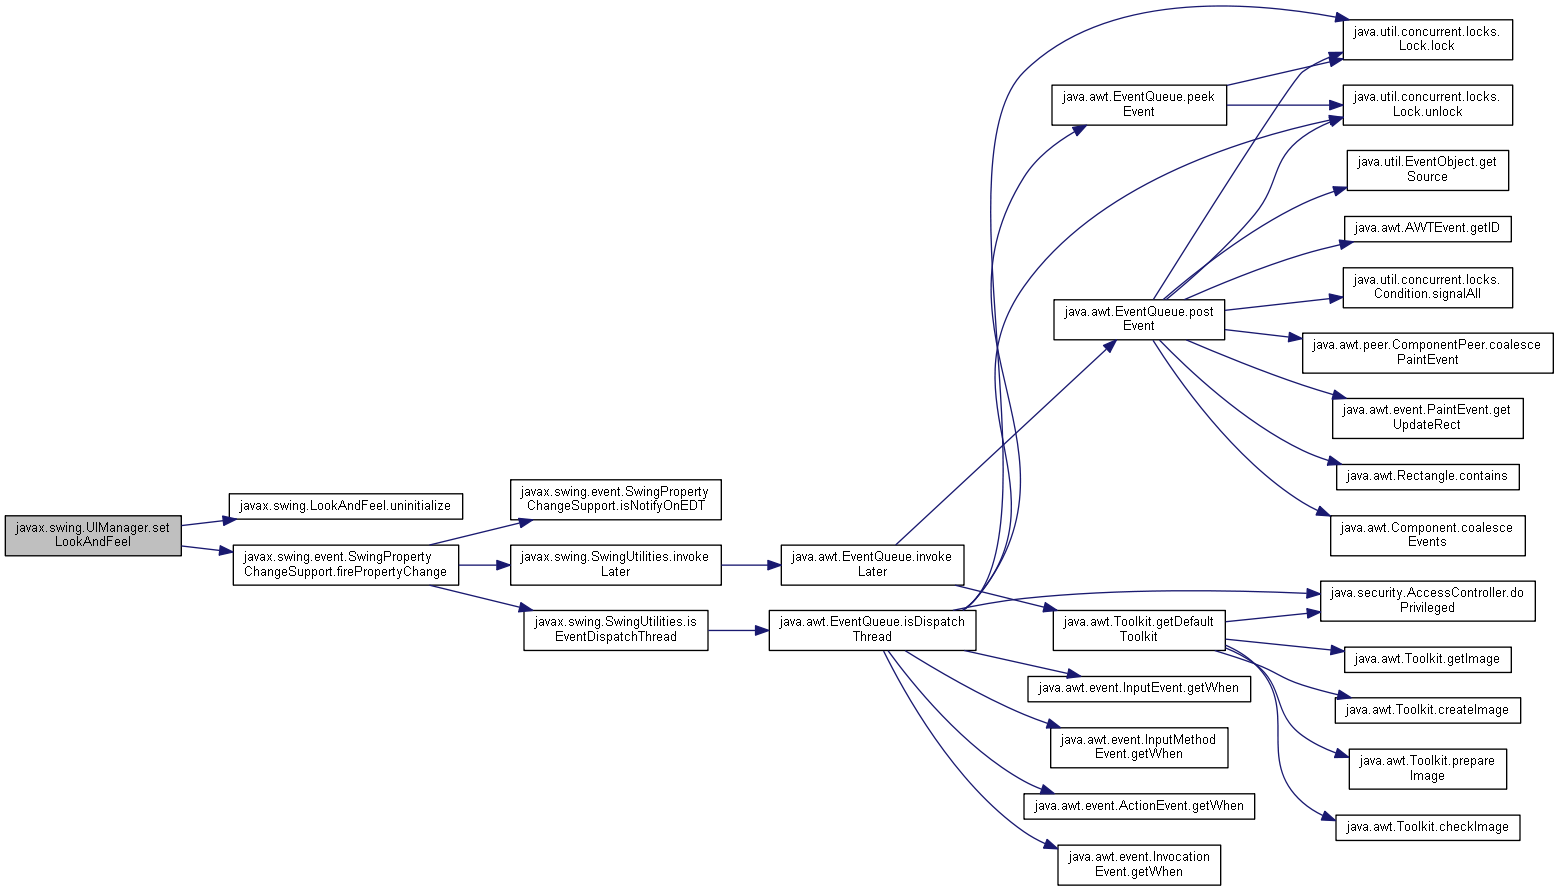 javax.swing.UIManager.set
LookAndFeel
javax.swing.LookAndFeel.uninitialize
javax.swing.event.SwingProperty
ChangeSupport.firePropertyChange
javax.swing.event.SwingProperty
ChangeSupport.isNotifyOnEDT
javax.swing.SwingUtilities.invoke
Later
javax.swing.SwingUtilities.is
EventDispatchThread
java.awt.EventQueue.invoke
Later
java.awt.EventQueue.isDispatch
Thread
java.awt.EventQueue.peek
Event
java.awt.EventQueue.post
Event
java.awt.Toolkit.getDefault
Toolkit
java.awt.event.InputEvent.getWhen
java.awt.event.InputMethod
Event.getWhen
java.awt.event.ActionEvent.getWhen
java.awt.event.Invocation
Event.getWhen
java.util.concurrent.locks.
Lock.lock
java.util.concurrent.locks.
Lock.unlock
java.util.EventObject.get
Source
java.awt.AWTEvent.getID
java.util.concurrent.locks.
Condition.signalAll
java.awt.peer.ComponentPeer.coalesce
PaintEvent
java.awt.event.PaintEvent.get
UpdateRect
java.awt.Rectangle.contains
java.awt.Component.coalesce
Events
java.security.AccessController.do
Privileged
java.awt.Toolkit.getImage
java.awt.Toolkit.createImage
java.awt.Toolkit.prepare
Image
java.awt.Toolkit.checkImage